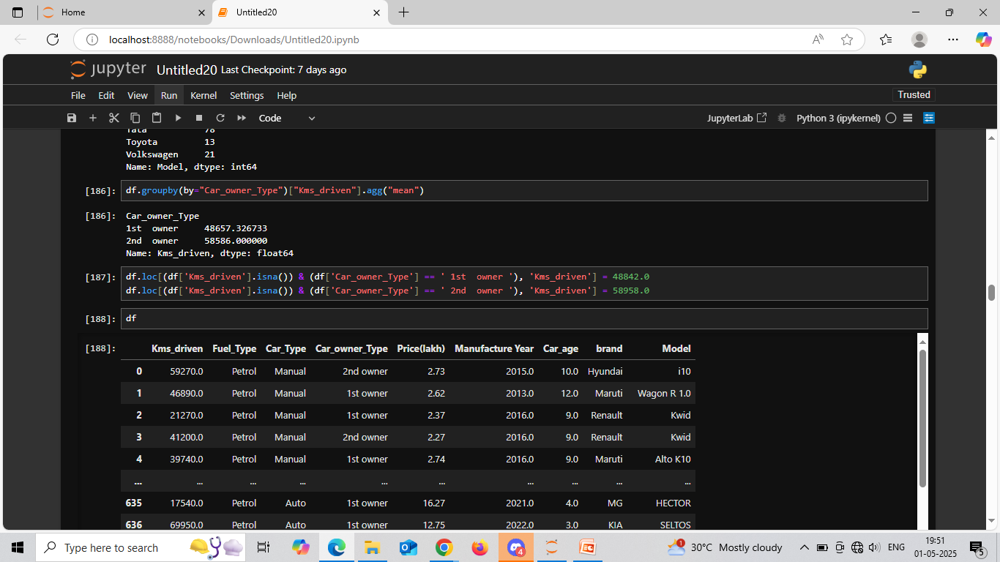 Home
Untitled20
localhost:8888/notebooks/Downloads/Untitled20.ipynb
jupyter Untitled20 Last Checkpoint: 7 days ago
File Edit View Run Kernel Settings Help Trusted
Code JupyterLab Python 3 (ipykernel)
Tata 78
Toyota 13
Volkswagen 21
Name: Model, dtype: int64
[186]: df.groupby(by="Car_owner_Type")["Kms_driven"].agg("mean")
[186]: Car_owner_Type
1st  owner 48657.326733
2nd  owner 58586.000000
Name: Kms_driven, dtype: float64
[187]: df.loc[(df['Kms_driven'].isna()) & (df['Car_owner_Type'] == ' 1st  owner '), 'Kms_driven'] = 48842.0
df.loc[(df['Kms_driven'].isna()) & (df['Car_owner_Type'] == ' 2nd  owner '), 'Kms_driven'] = 58958.0
[188]: df
[188]: Kms_driven Fuel_Type Car_Type Car_owner_Type Price(lakh) Manufacture Year Car_age brand Model
0 59270.0 Petrol Manual 2nd owner 2.73 2015.0 10.0 Hyundai i10
1 46890.0 Petrol Manual 1st owner 2.62 2013.0 12.0 Maruti Wagon R 1.0
2 21270.0 Petrol Manual 1st owner 2.37 2016.0 9.0 Renault Kwid
3 41200.0 Petrol Manual 2nd owner 2.27 2016.0 9.0 Renault Kwid
4 39740.0 Petrol Manual 1st owner 2.74 2016.0 9.0 Maruti Alto K10
... ... ... ... ... ... ... ... ... ...
635 17540.0 Petrol Auto 1st owner 16.27 2021.0 4.0 MG HECTOR
636 69950.0 Petrol Auto 1st owner 12.75 2022.0 3.0 KIA SELTOS
Type here to search 4 EC 1 30°C Mostly cloudy ENG 19:51
01-05-2025 5